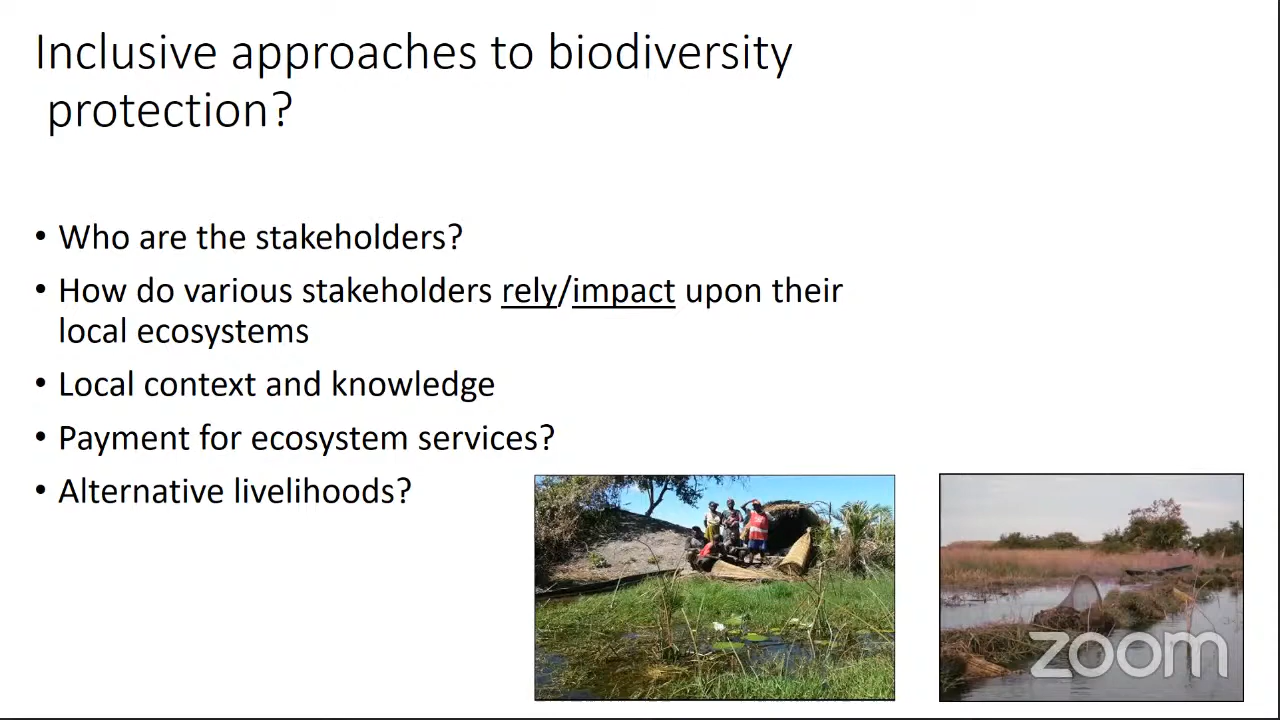 Inclusive approaches to biodiversity
protection?
• Who are the stakeholders?
• How do various stakeholders rely/impact upon their
local ecosystems
• Local context and knowledge
• Payment for ecosystem services?
• Alternative livelihoods?
zoom